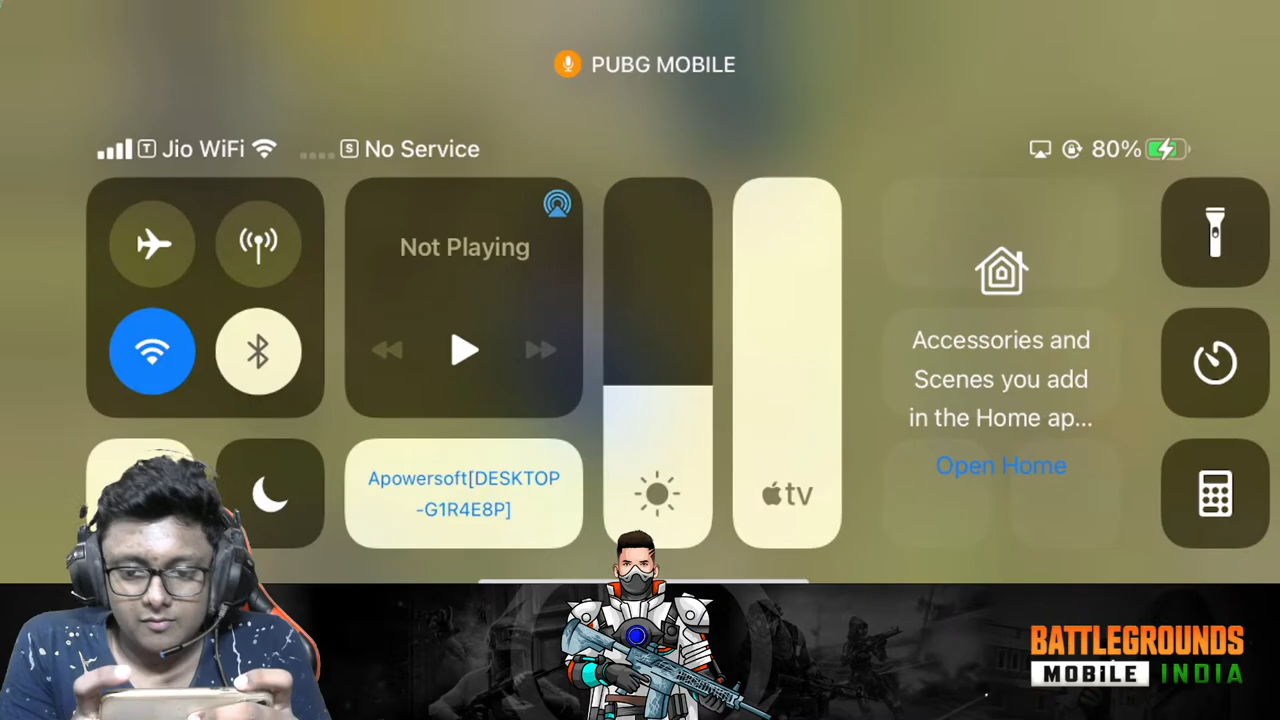 PUBG MOBILE
T Jio WiFi
S No Service
80%
Not Playing
Accessories and
Scenes you add
in the Home ap...
Open Home
Apowersoft[DESKTOP
-G1R4E8P]
tv
BATTLEGROUNDS
MOBILE INDIA